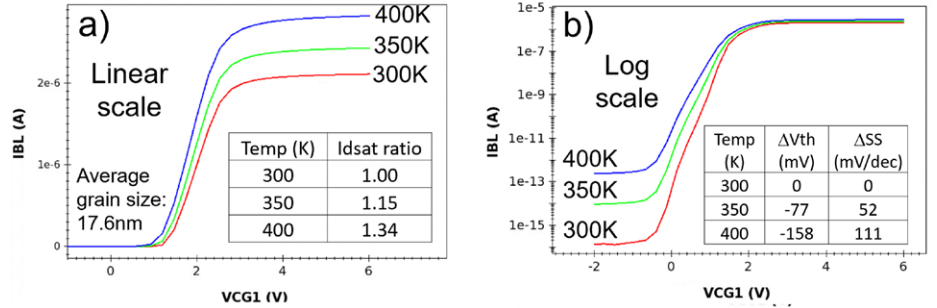 a)
400K
350K
300K
Linear
scale
2e-6
1e-6
0
IBL (A)
Average
grain size:
17.6nm
Temp (K) Idsat ratio
300 1.00
350 1.15
400 1.34
0 2 4 6
VCG1 (V)
b)
1e-5
1e-7
1e-9
1e-11
1e-13
1e-15
IBL (A)
Log
scale
400K
350K
300K
Temp ΔVth ΔSS
(K) (mV) (mV/dec)
300 0 0
350 -77 52
400 -158 111
-2 0 2 4 6
VCG1 (V)